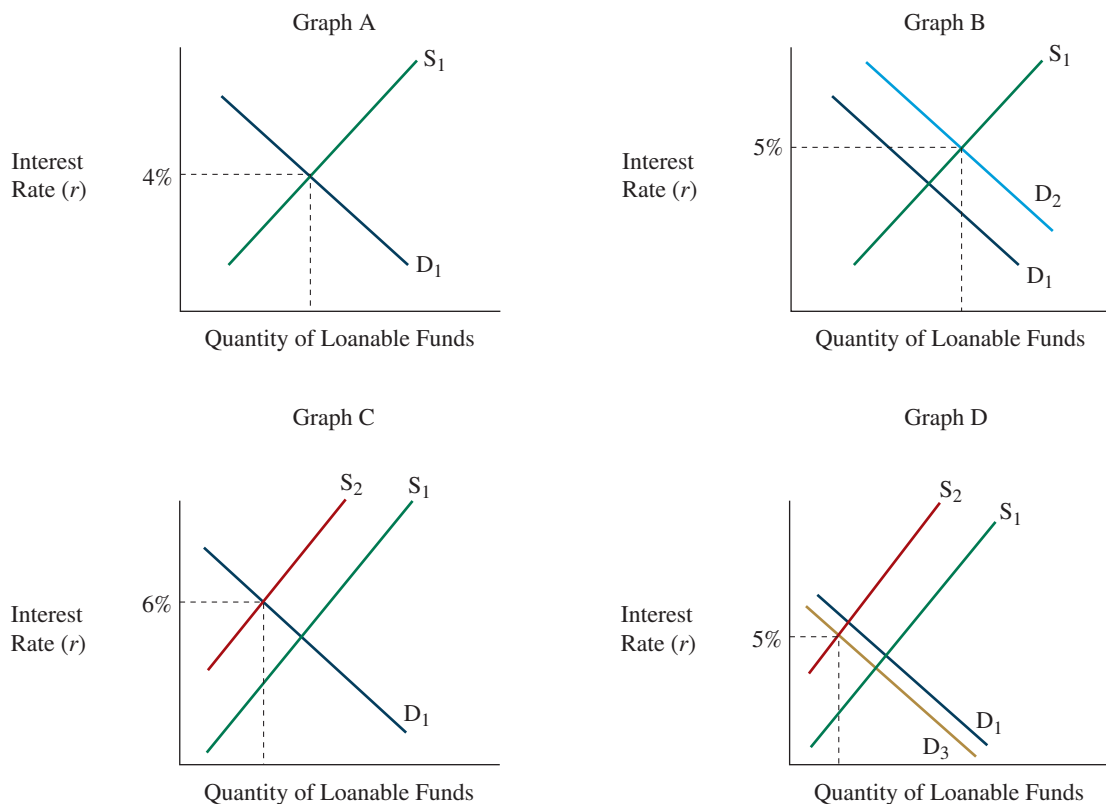 Graph A
S1
Interest
Rate (r)
4%
D1
Quantity of Loanable Funds
Graph B
S1
Interest
Rate (r)
5%
D2
D1
Quantity of Loanable Funds
Graph C
S2
S1
Interest
Rate (r)
6%
D1
Quantity of Loanable Funds
Graph D
S2
S1
Interest
Rate (r)
5%
D1
D3
Quantity of Loanable Funds